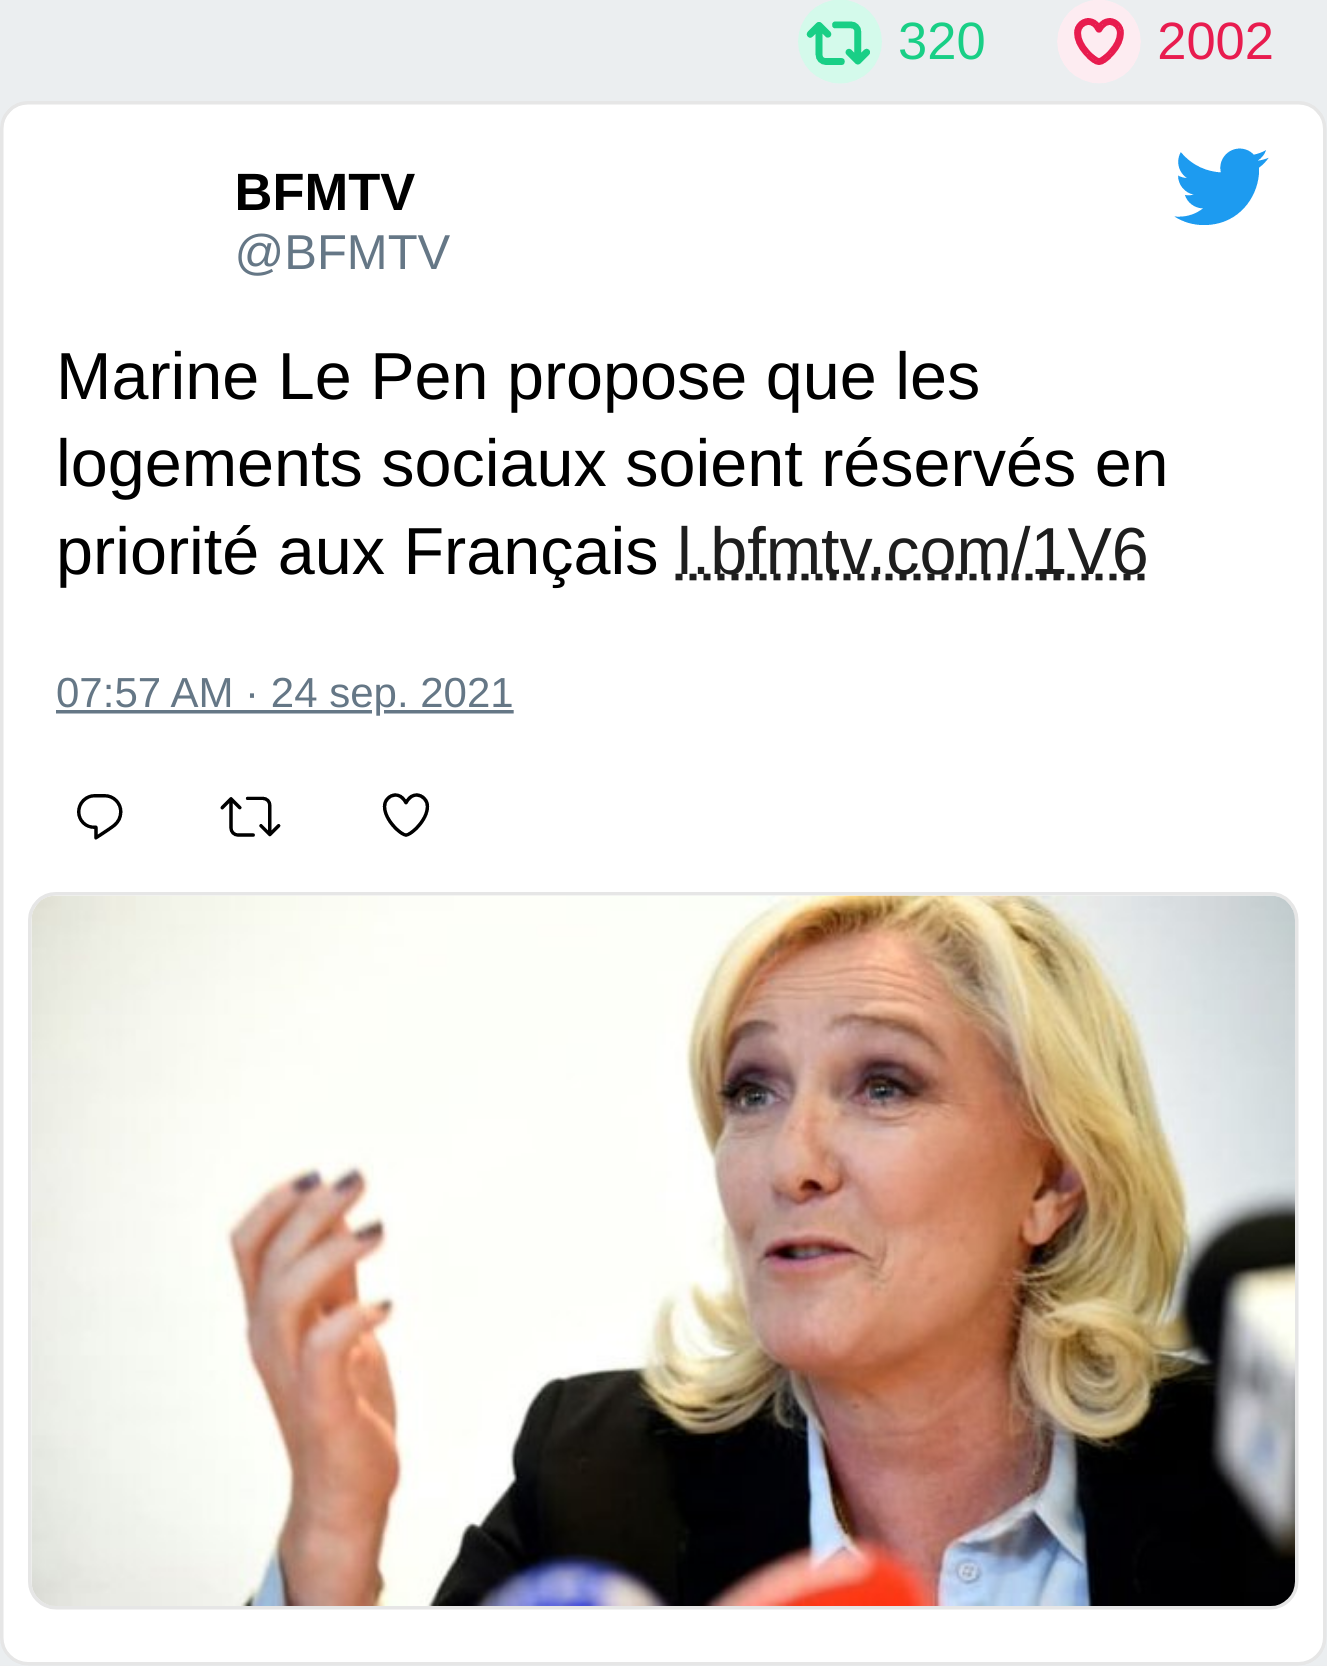 320 2002
BFMTV
@BFMTV
Marine Le Pen propose que les
logements sociaux soient réservés en
priorité aux Français l.bfmtv.com/1V6
07:57 AM · 24 sep. 2021